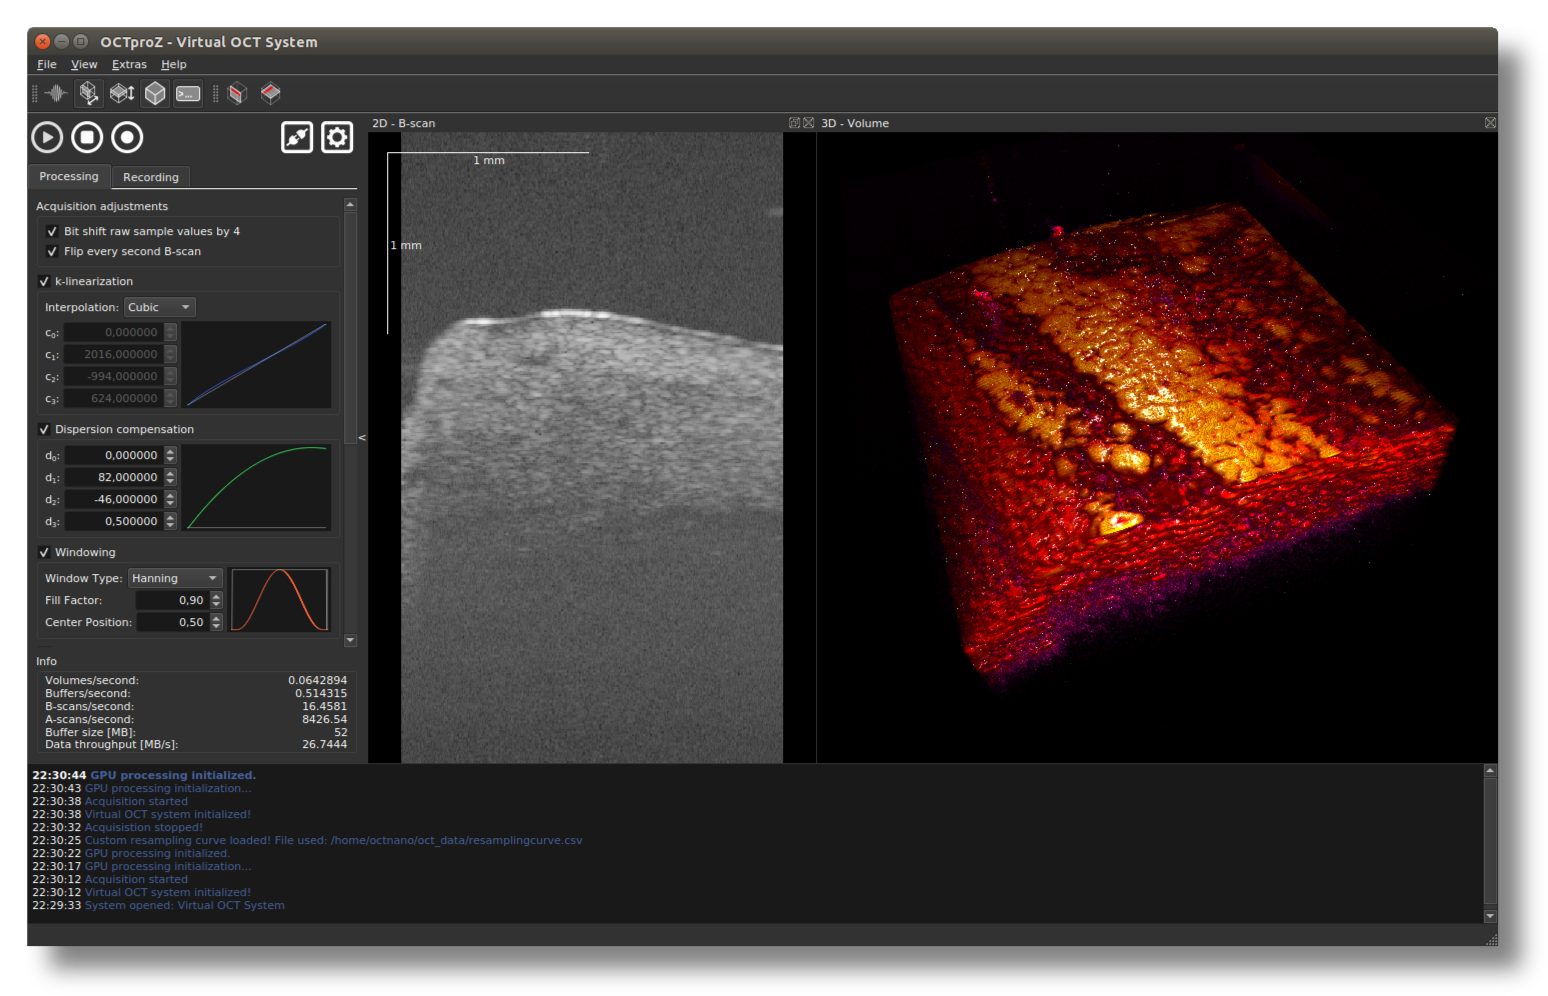 OCTproZ - Virtual OCT System
File View Extras Help
Processing Recording
Acquisition adjustments
Bit shift raw sample values by 4
Flip every second B-scan
k-linearization
Interpolation: Cubic
c₀: 0,000000
c₁: 2016,000000
c₂: -994,000000
c₃: 624,000000
Dispersion compensation
d₀: 0,000000
d₁: 82,000000
d₂: -46,000000
d₃: 0,500000
Windowing
Window Type: Hanning
Fill Factor: 0,90
Center Position: 0,50
Info
Volumes/second: 0.0642894
Buffers/second: 0.514315
B-scans/second: 16.4581
A-scans/second: 8426.54
Buffer size [MB]: 52
Data throughput [MB/s]: 26.7444
<
2D - B-scan
1 mm
1 mm
3D - Volume
22:30:44 GPU processing initialized.
22:30:43 GPU processing initialization...
22:30:38 Acquisition started
22:30:38 Virtual OCT system initialized!
22:30:32 Acquisistion stopped!
22:30:25 Custom resampling curve loaded! File used: /home/octnano/oct_data/resamplingcurve.csv
22:30:22 GPU processing initialized.
22:30:17 GPU processing initialization...
22:30:12 Acquisition started
22:30:12 Virtual OCT system initialized!
22:29:33 System opened: Virtual OCT System